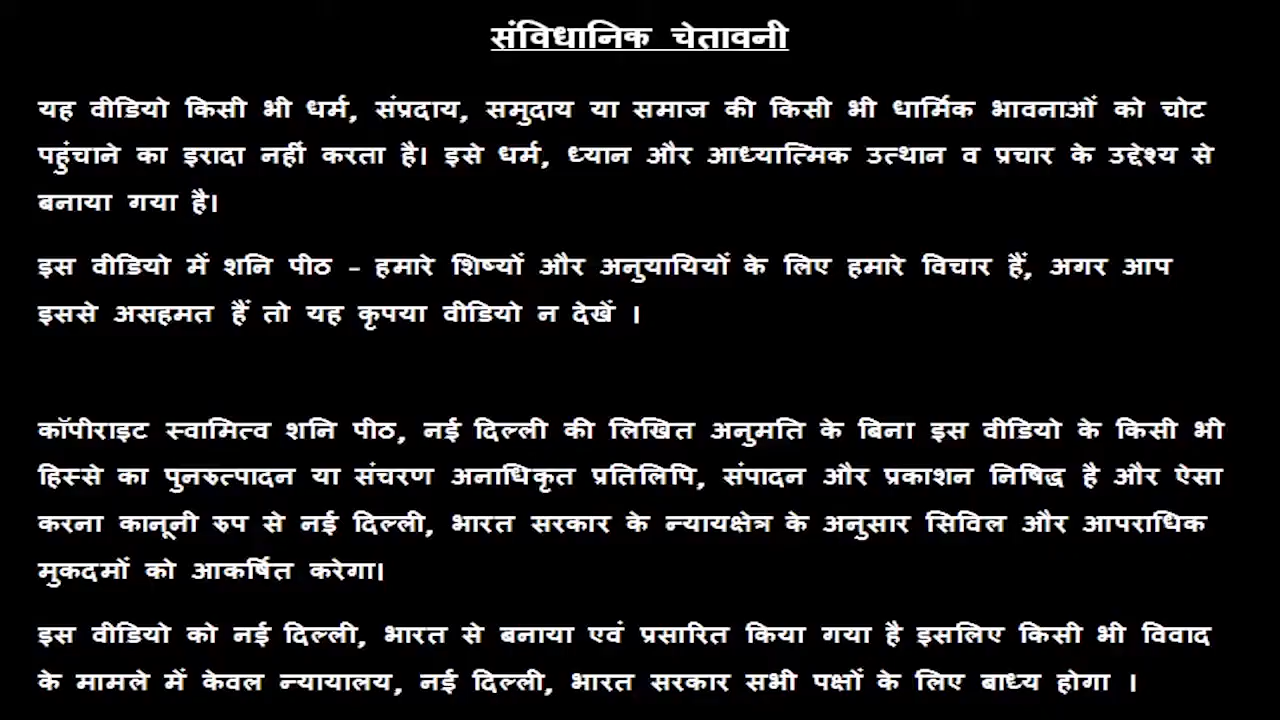 संविधानिक चेतावनी
यह वीडियो किसी भी धर्म, संप्रदाय, समुदाय या समाज की किसी भी धार्मिक भावनाओं को चोट
पहुंचाने का इरादा नहीं करता है। इसे धर्म, ध्यान और आध्यात्मिक उत्थान व प्रचार के उद्देश्य से
बनाया गया है।
इस वीडियो में शनि पीठ – हमारे शिष्यों और अनुयायियों के लिए हमारे विचार हैं, अगर आप
इससे असहमत हैं तो यह कृपया वीडियो न देखें ।
कॉपीराइट स्वामित्व शनि पीठ, नई दिल्ली की लिखित अनुमति के बिना इस वीडियो के किसी भी
हिस्से का पुनरुत्पादन या संचरण अनाधिकृत प्रतिलिपि, संपादन और प्रकाशन निषिद्ध है और ऐसा
करना कानूनी रुप से नई दिल्ली, भारत सरकार के न्यायक्षेत्र के अनुसार सिविल और आपराधिक
मुकदमों को आकर्षित करेगा।
इस वीडियो को नई दिल्ली, भारत से बनाया एवं प्रसारित किया गया है इसलिए किसी भी विवाद
के मामले में केवल न्यायालय, नई दिल्ली, भारत सरकार सभी पक्षों के लिए बाध्य होगा ।